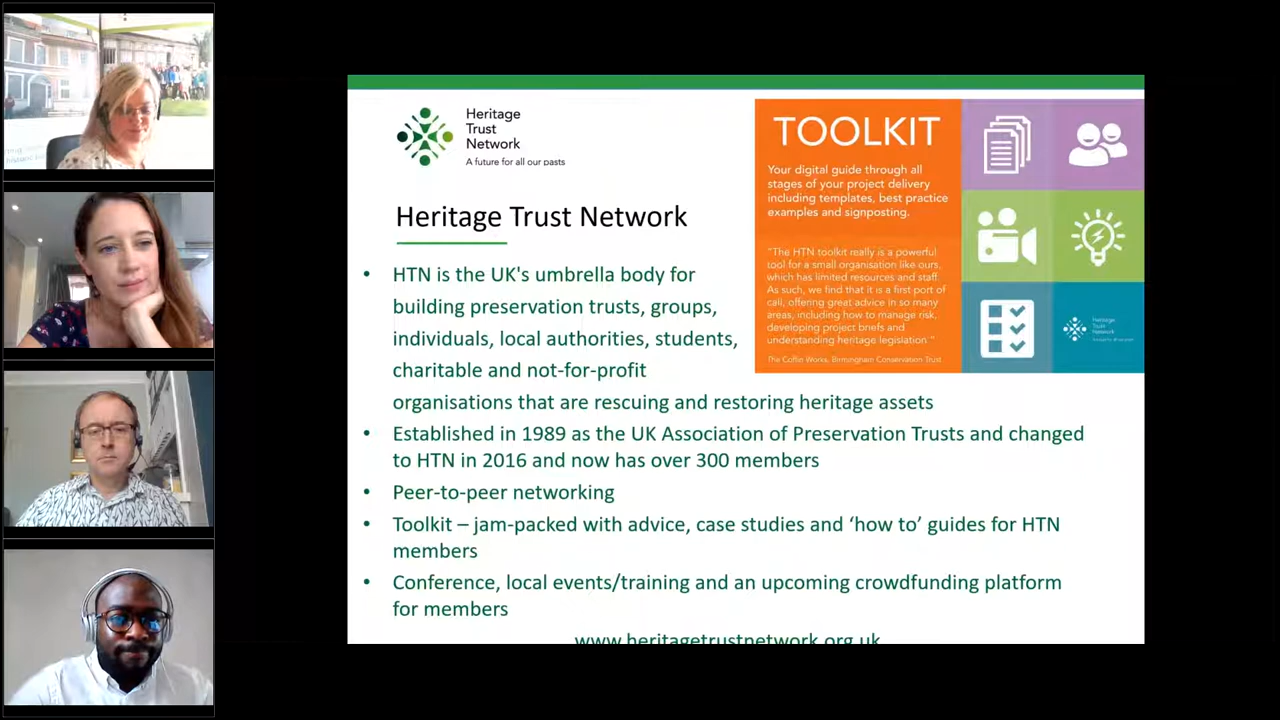 Heritage
Trust
Network
A future for all our pasts
TOOLKIT
Your digital guide through all
stages of your project delivery
including templates, best practice
examples and signposting.
"The HTN toolkit really is a powerful
tool for a small organisation like ours,
which has limited resources and staff.
As such, we find that it is a first port of
call, offering great advice in so many
areas, including how to manage risk,
developing project briefs and
understanding heritage legislation"
The Coffin Works, Birmingham Conservation Trust
Heritage
Trust
Network
Heritage Trust Network
• HTN is the UK's umbrella body for
building preservation trusts, groups,
individuals, local authorities, students,
charitable and not-for-profit
organisations that are rescuing and restoring heritage assets
• Established in 1989 as the UK Association of Preservation Trusts and changed
to HTN in 2016 and now has over 300 members
• Peer-to-peer networking
• Toolkit – jam-packed with advice, case studies and ‘how to’ guides for HTN
members
• Conference, local events/training and an upcoming crowdfunding platform
for members
www.heritagetrustnetwork.org.uk